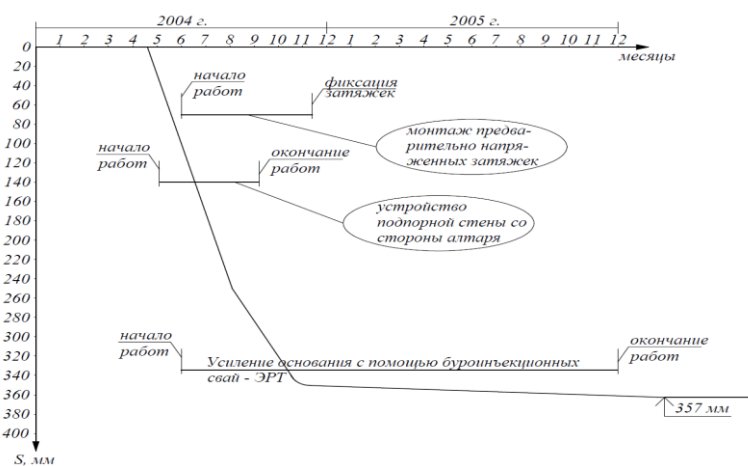 2004 г. 2005 г.
1 2 3 4 5 6 7 8 9 10 11 12 1 2 3 4 5 6 7 8 9 10 11 12
месяцы
0
20
40
60
80
100
120
140
160
180
200
220
240
260
280
300
320
340
360
380
400
S, мм
начало
работ
фиксация
затяжек
монтаж предва-
рительно напря-
женных затяжек
начало
работ
окончание
работ
устройство
подпорной стены со
стороны алтаря
начало
работ
окончание
работ
Усиление основания с помощью буроинъекционных
свай - ЭРТ
357 мм